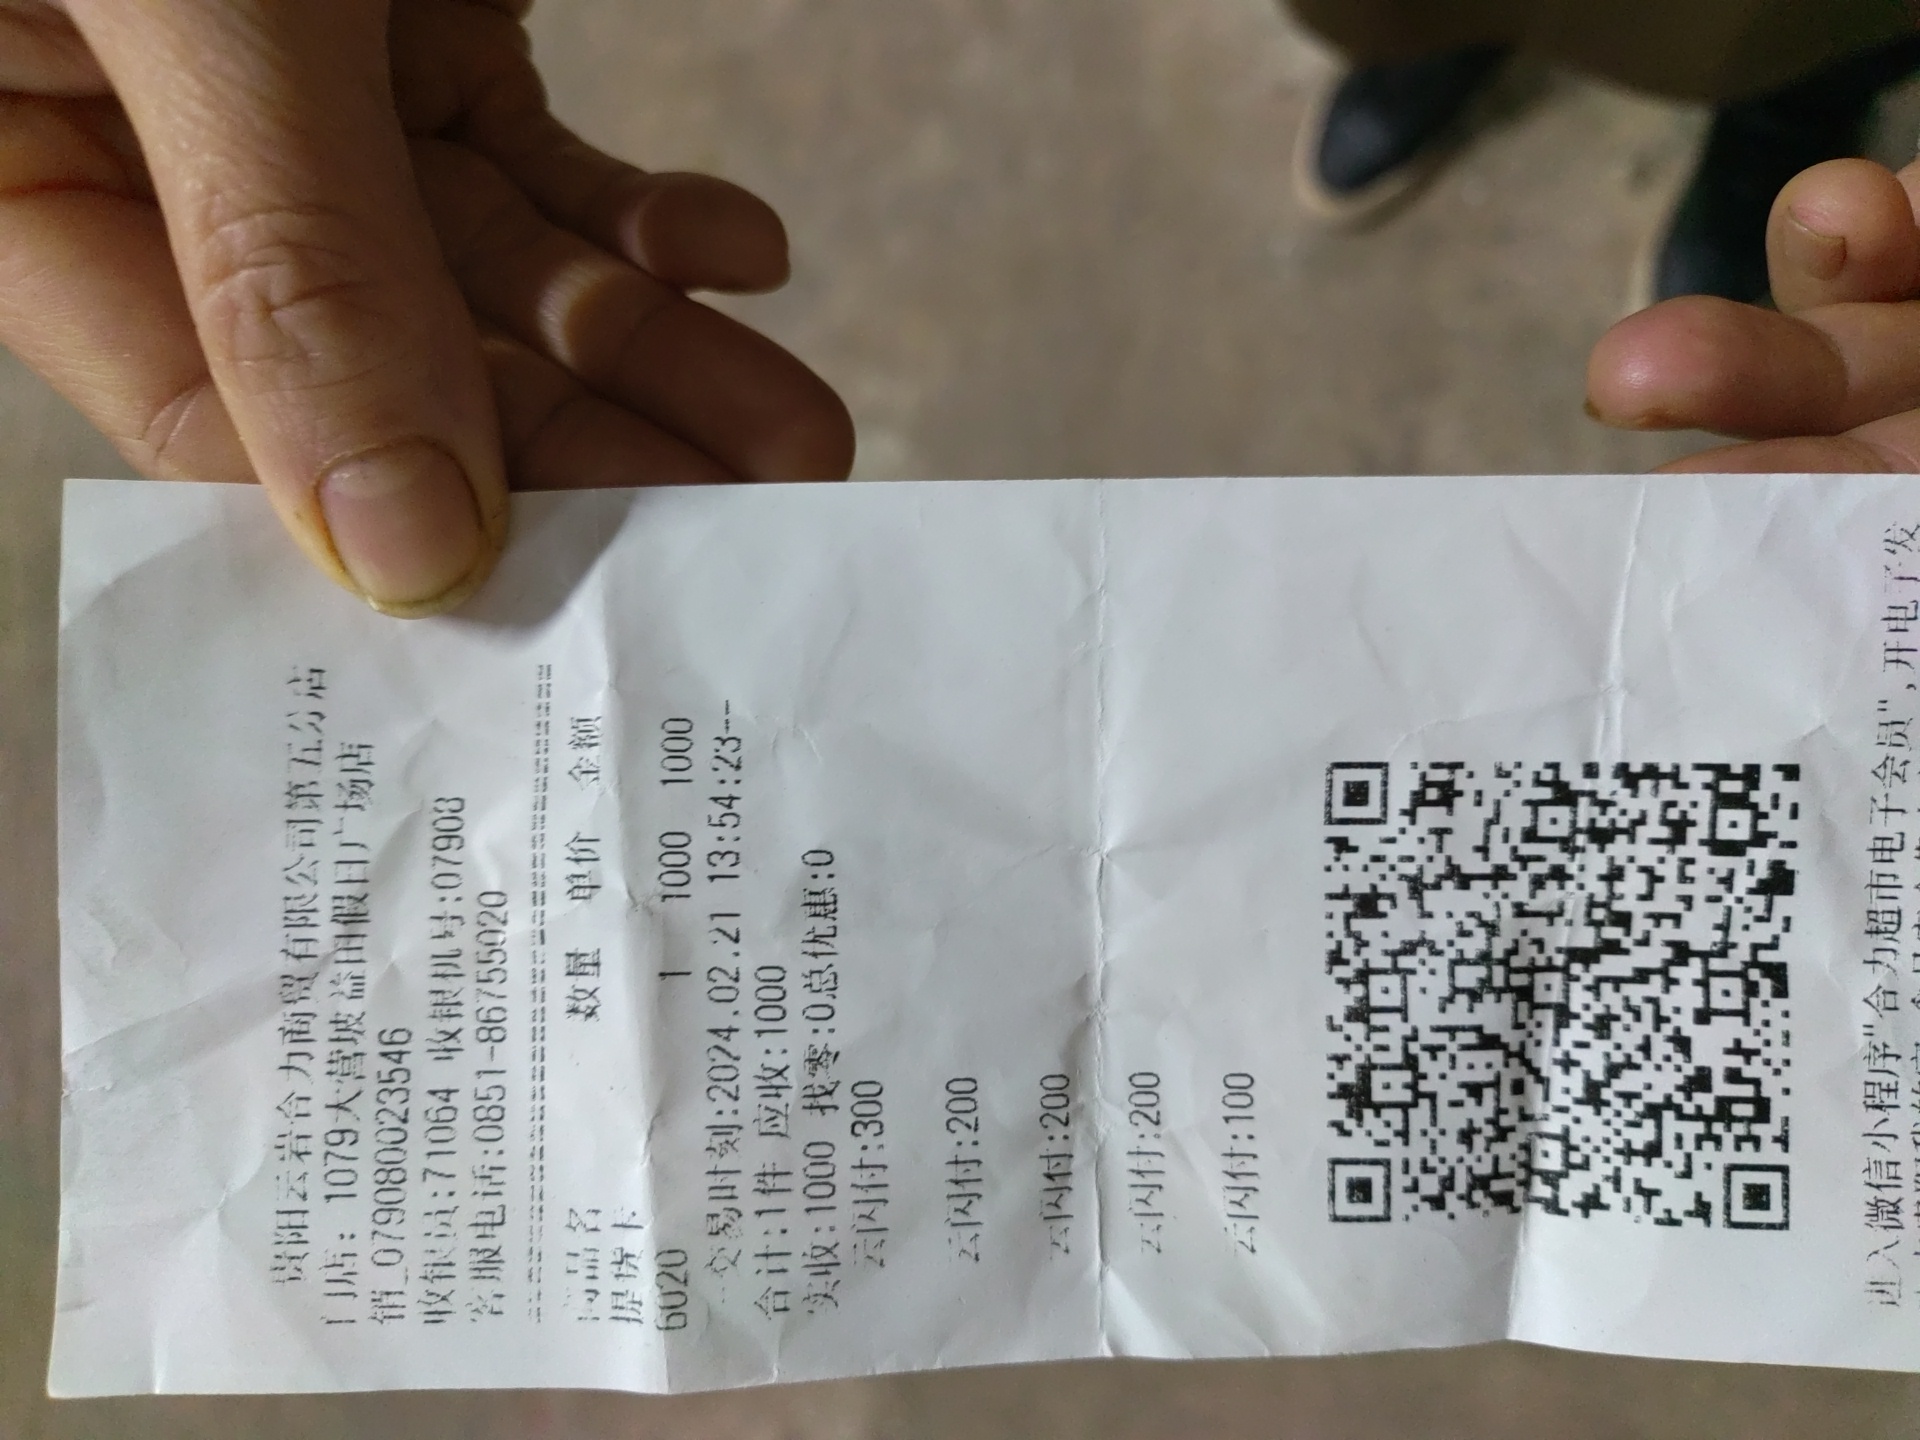 贵阳云岩合力商贸有限公司第五分店
门店: 1079大营坡益田假日广场店
销_079080023546
收银员:71064 收银机号:07908
客服电话:0851-86755020
商品名 数量 单价 金额
提货卡
6020 1 1000 1000
交易时刻:2024.02.21 13:54:23--
合计:1件 应收:1000
实收:1000 找零:0总优惠:0
云闪付:300
云闪付:200
云闪付:200
云闪付:200
云闪付:100
进入微信小程序"合力超市电子会员",开电子发